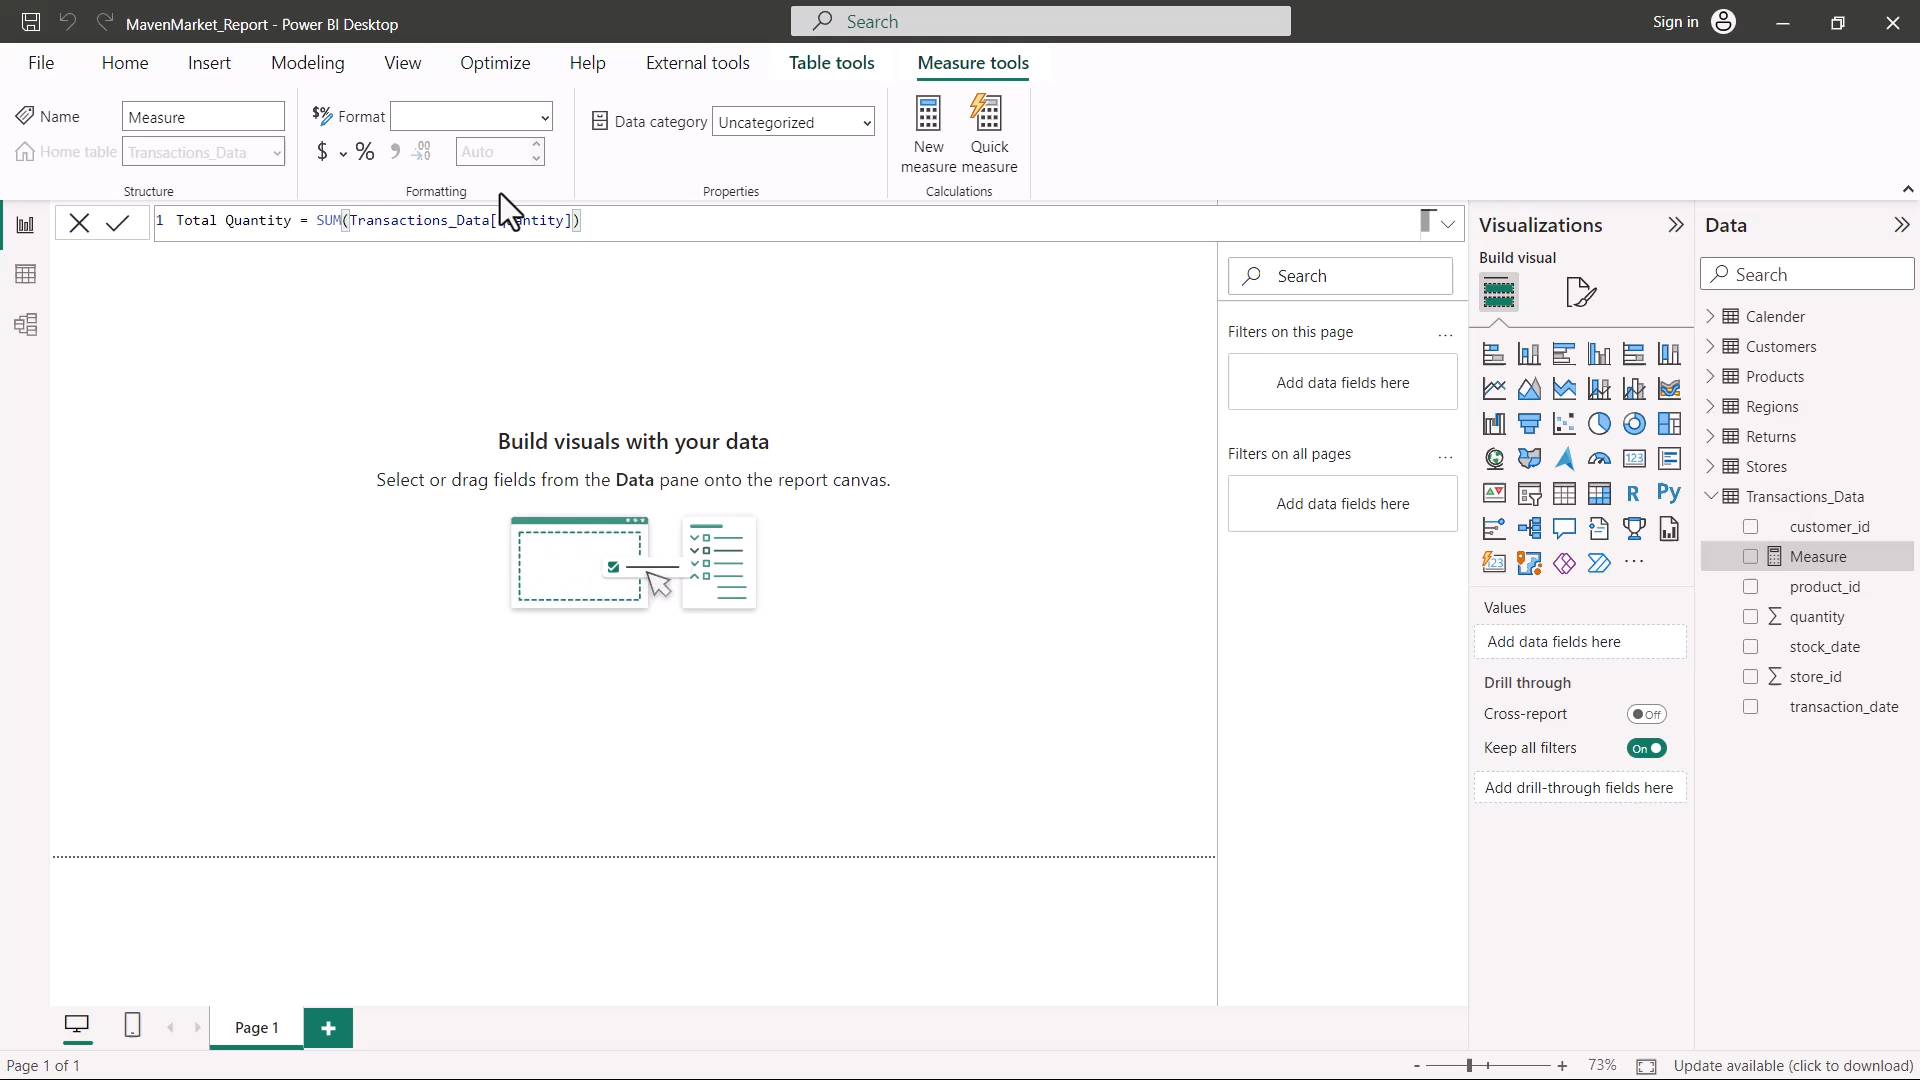 MavenMarket_Report - Power BI Desktop
Search
Sign in
File Home Insert Modeling View Optimize Help External tools Table tools Measure tools
Name Measure
Home table Transactions_Data
Structure
$% Format
$ % , .00
Auto
Formatting
Data category Uncategorized
Properties
New measure
Quick measure
Calculations
1 Total Quantity = SUM(Transactions_Data[quantity])
Build visuals with your data
Select or drag fields from the Data pane onto the report canvas.
Search
Filters on this page ...
Add data fields here
Filters on all pages ...
Add data fields here
Visualizations
Build visual
123
R Py
123
...
Values
Add data fields here
Drill through
Cross-report Off
Keep all filters On
Add drill-through fields here
Data
Search
Calender
Customers
Products
Regions
Returns
Stores
Transactions_Data
customer_id
Measure
product_id
∑ quantity
stock_date
∑ store_id
transaction_date
Page 1
+
Page 1 of 1
- + 73%
Update available (click to download)